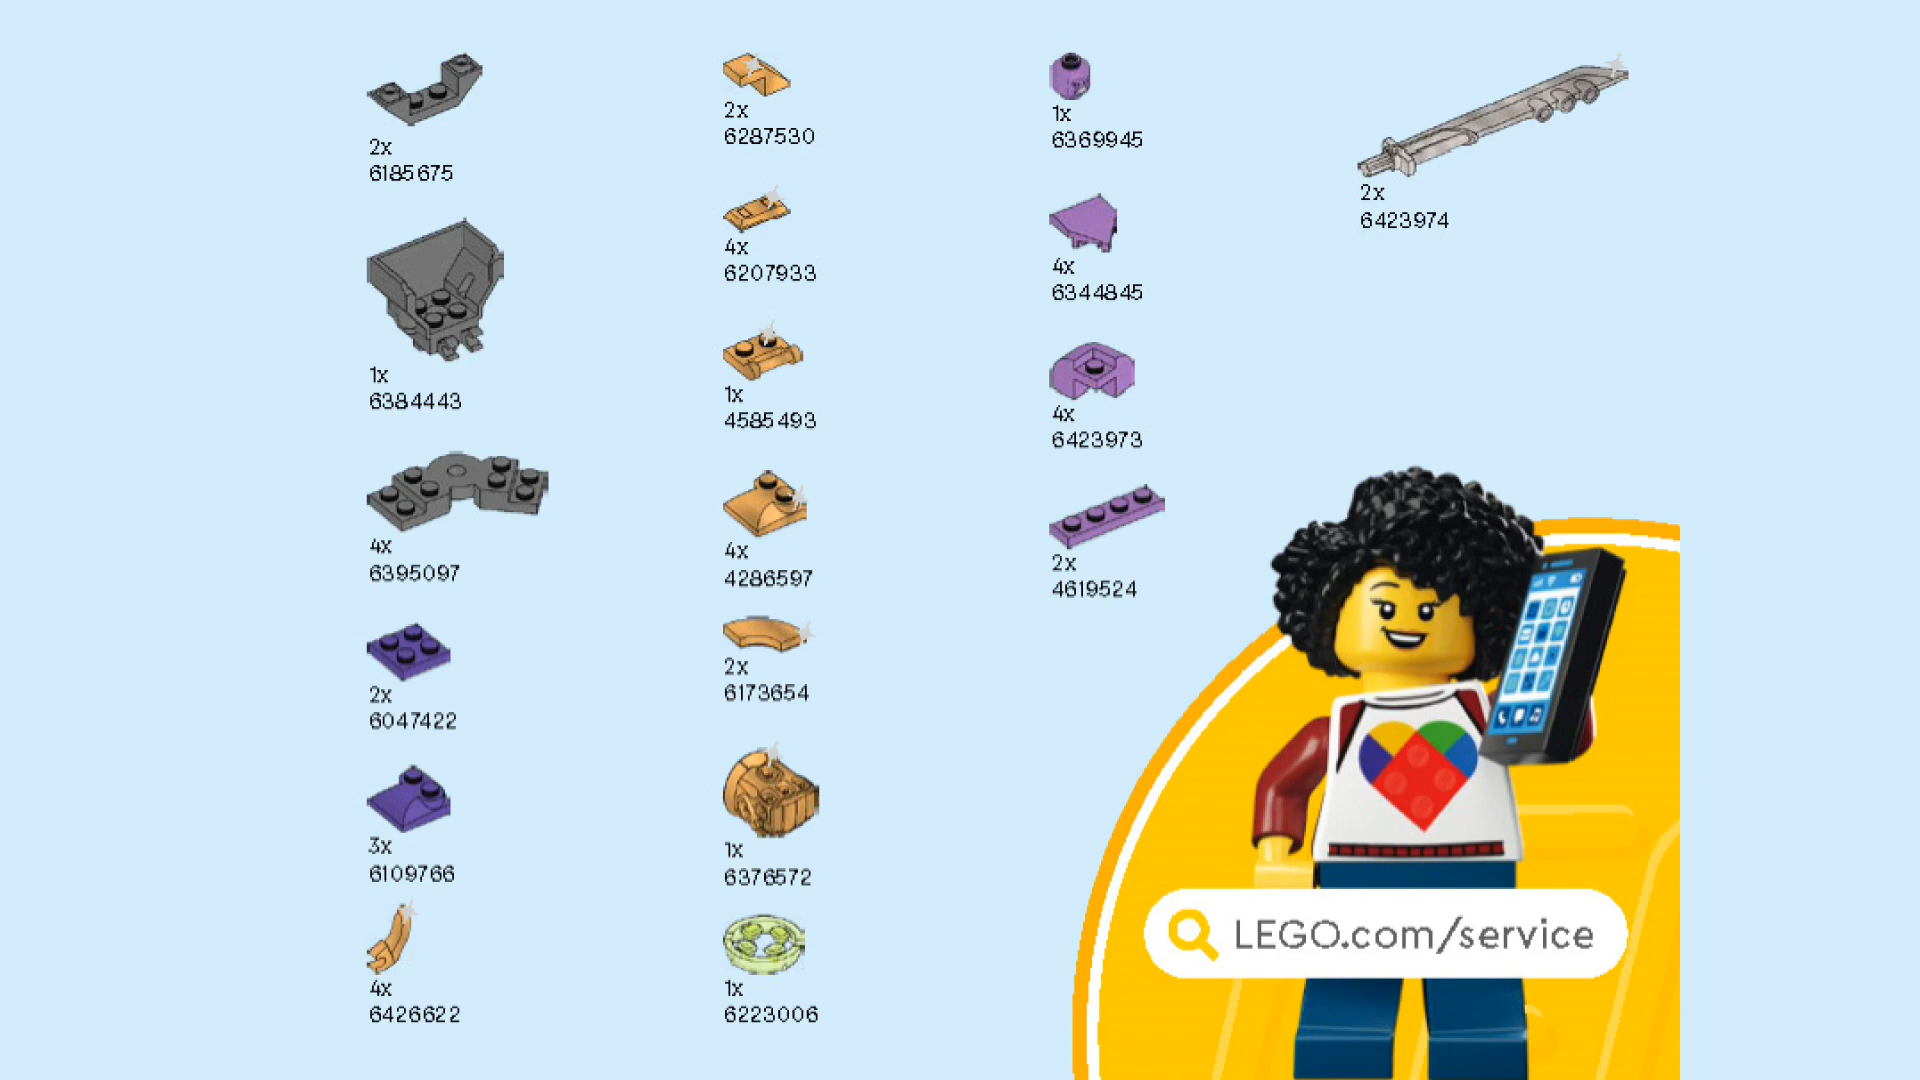 2x
6185675
1x
6384443
4x
6395097
2x
6047422
3x
6109766
4x
6426622
2x
6287530
4x
6207933
1x
4585493
4x
4286597
2x
6173654
1x
6376572
1x
6223006
1x
6369945
4x
6344845
4x
6423973
2x
4619524
2x
6423974
LEGO.com/service